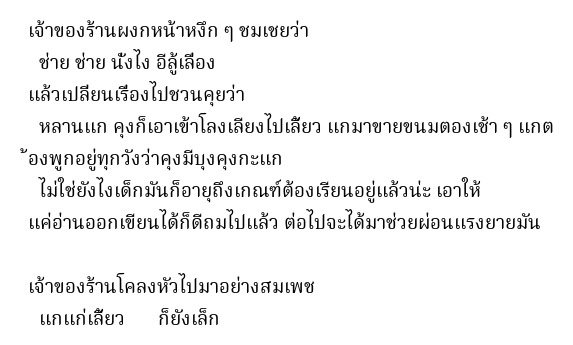 เจ้าของร้านผงกหน้าหงึก ๆ ชมเชยว่า
ช่าย ช่าย นั่งไง อีลู้เลื่อง
แล้วเปลี่ยนเรื่องไปชวนคุยว่า
หลานแก คุงก็เอาเข้าโลงเลียงไปเลี้ยว แกมาขายขนมตองเช้า ๆ แกต
้องพูกอยู่ทุกวังว่าคุงมีบุงคุงกะแก
ไม่ใช่ยังไงเด็กมันก็อายุถึงเกณฑ์ต้องเรียนอยู่แล้วน่ะ เอาให้
แค่อ่านออกเขียนได้ก็ดีถมไปแล้ว ต่อไปจะได้มาช่วยผ่อนแรงยายมัน
เจ้าของร้านโคลงหัวไปมาอย่างสมเพช
แกแก่เลี้ยว ก็ยังเล็ก